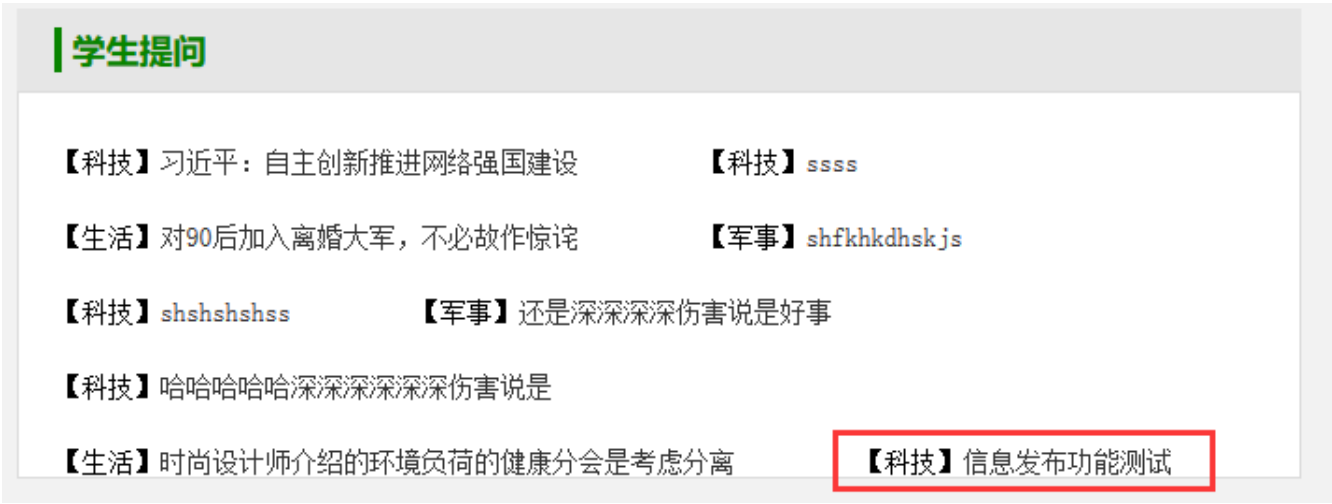 学生提问
【科技】习近平：自主创新推进网络强国建设 【科技】ssss
【生活】对90后加入离婚大军，不必故作惊诧 【军事】shfkhkdhskjs
【科技】shshshshss 【军事】还是深深深深伤害说是好事
【科技】哈哈哈哈哈深深深深深深伤害说是
【生活】时尚设计师介绍的环境负荷的健康分会是考虑分离 【科技】信息发布功能测试